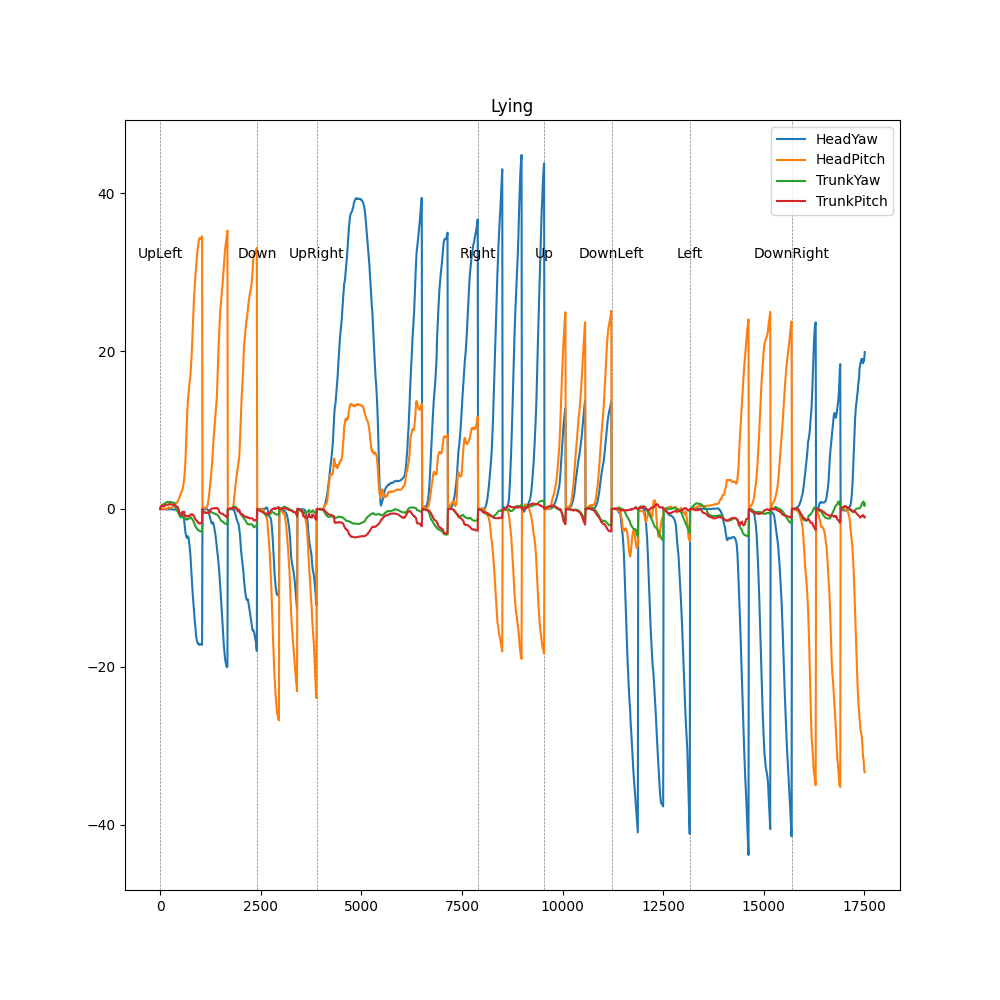 Lying
HeadYaw
HeadPitch
TrunkYaw
TrunkPitch
40
20
0
−20
−40
UpLeft Down UpRight Right Up DownLeft Left DownRight
0 2500 5000 7500 10000 12500 15000 17500